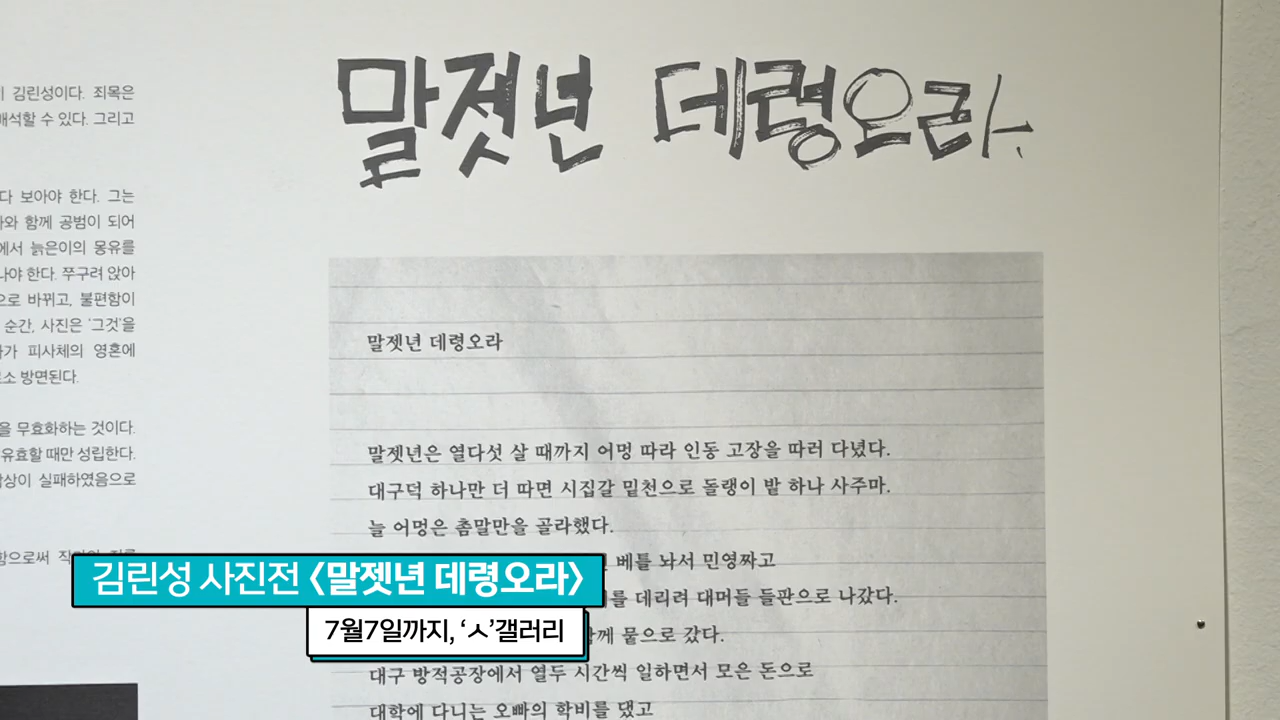 말젯년 데령오라
김린성이다. 죄목은
배석할 수 있다. 그리고
다 보아야 한다. 그는
와 함께 공범이 되어
에서 늙은이의 몽유를
나야 한다. 쭈구려 앉아
으로 바뀌고, 불편함이
순간, 사진은 '그것'을
가 피사체의 영혼에
소 방면된다.
을 무효화하는 것이다.
유효할 때만 성립한다.
상이 실패하였음으로
함으로써
말젯년 데령오라
말젯년은 열다섯 살 때까지 어멍 따라 인동 고장을 따러 다녔다.
대구덕 하나만 더 따면 시집갈 밑천으로 돌랭이 밭 하나 사주마.
늘 어멍은 촘말만을 골라했다.
베틀 놔서 민영짜고
를 데리려 대머들 들판으로 나갔다.
함께 뭍으로 갔다.
대구 방적공장에서 열두 시간씩 일하면서 모은 돈으로
대학에 다니는 오빠의 학비를 댔고
김린성 사진전 〈말젯년 데령오라〉
7월7일까지, 'ㅅ'갤러리